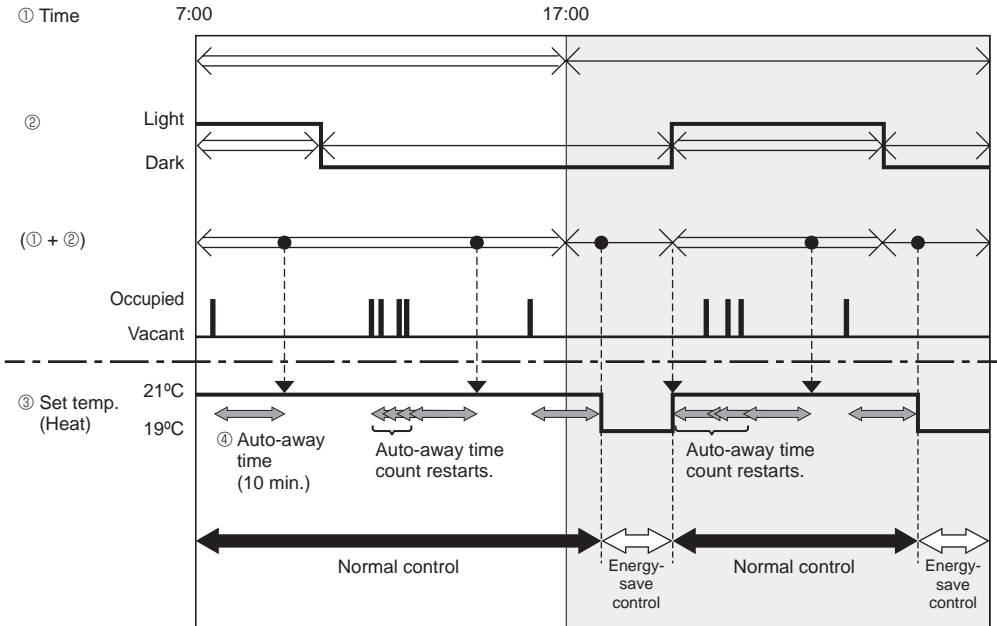 ① Time
7:00
17:00
②
Light
Dark
(① + ②)
Occupied
Vacant
③ Set temp.
(Heat)
21ºC
19ºC
④ Auto-away
time
(10 min.)
Auto-away time
count restarts.
Auto-away time
count restarts.
Normal control
Energy-
save
control
Normal control
Energy-
save
control